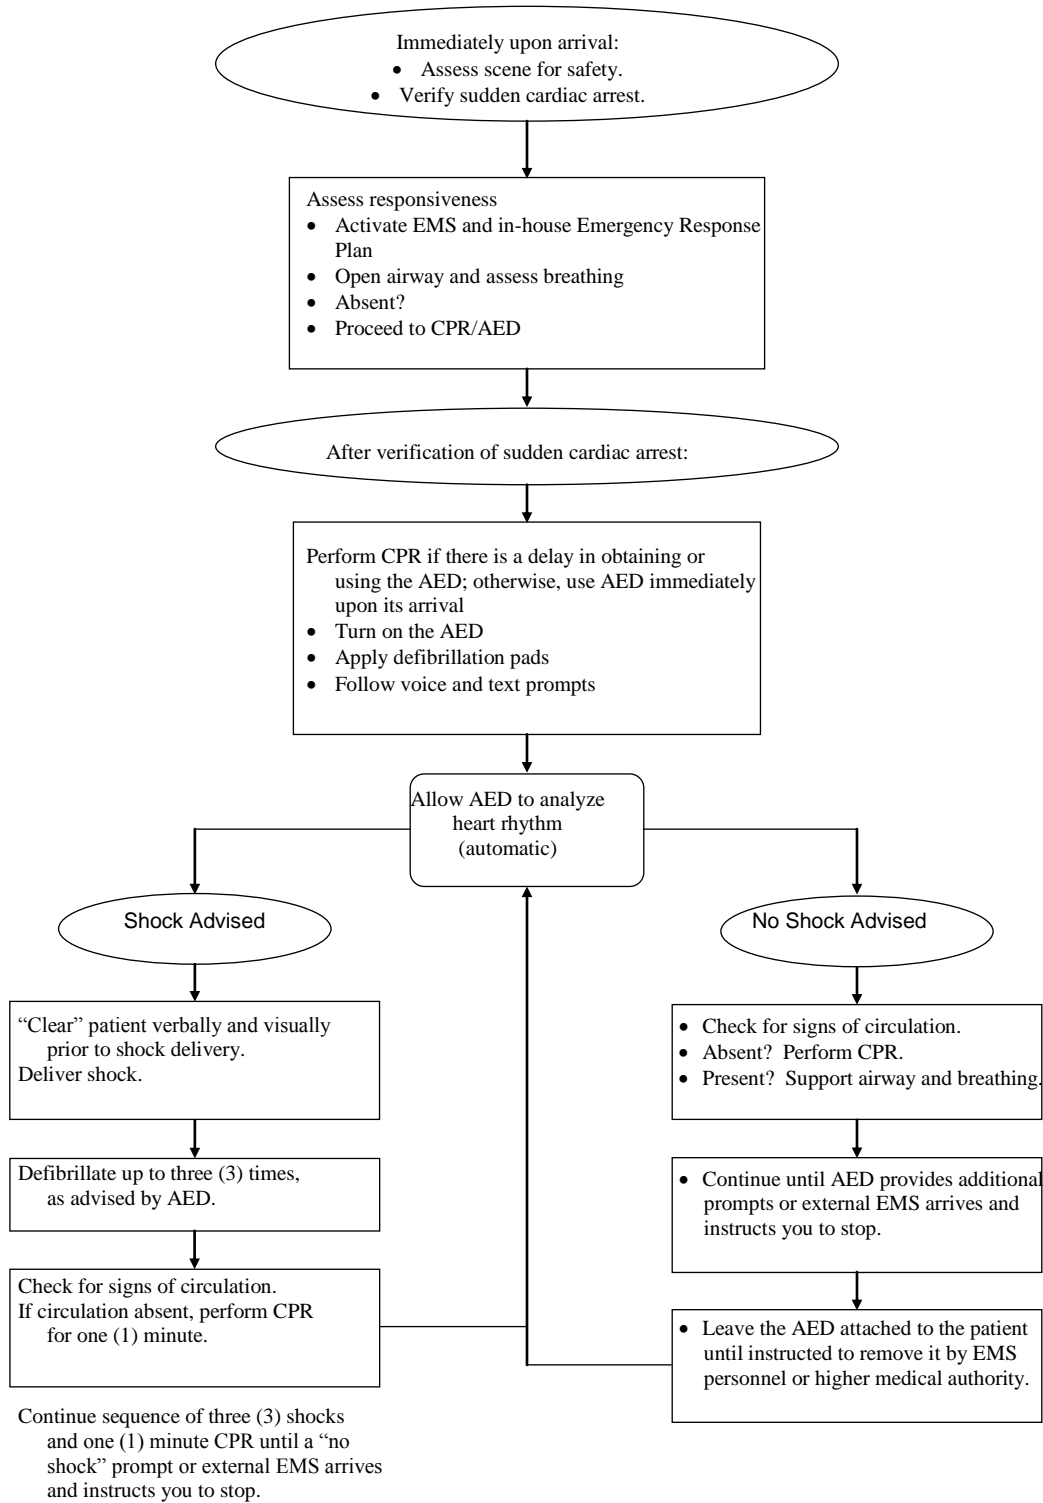 Immediately upon arrival:
• Assess scene for safety.
• Verify sudden cardiac arrest.
Assess responsiveness
• Activate EMS and in-house Emergency Response
Plan
• Open airway and assess breathing
• Absent?
• Proceed to CPR/AED
After verification of sudden cardiac arrest:
Perform CPR if there is a delay in obtaining or
using the AED; otherwise, use AED immediately
upon its arrival
• Turn on the AED
• Apply defibrillation pads
• Follow voice and text prompts
Allow AED to analyze
heart rhythm
(automatic)
Shock Advised
“Clear” patient verbally and visually
prior to shock delivery.
Deliver shock.
Defibrillate up to three (3) times,
as advised by AED.
Check for signs of circulation.
If circulation absent, perform CPR
for one (1) minute.
Continue sequence of three (3) shocks
and one (1) minute CPR until a “no
shock” prompt or external EMS arrives
and instructs you to stop.
No Shock Advised
• Check for signs of circulation.
• Absent? Perform CPR.
• Present? Support airway and breathing.
• Continue until AED provides additional
prompts or external EMS arrives and
instructs you to stop.
• Leave the AED attached to the patient
until instructed to remove it by EMS
personnel or higher medical authority.